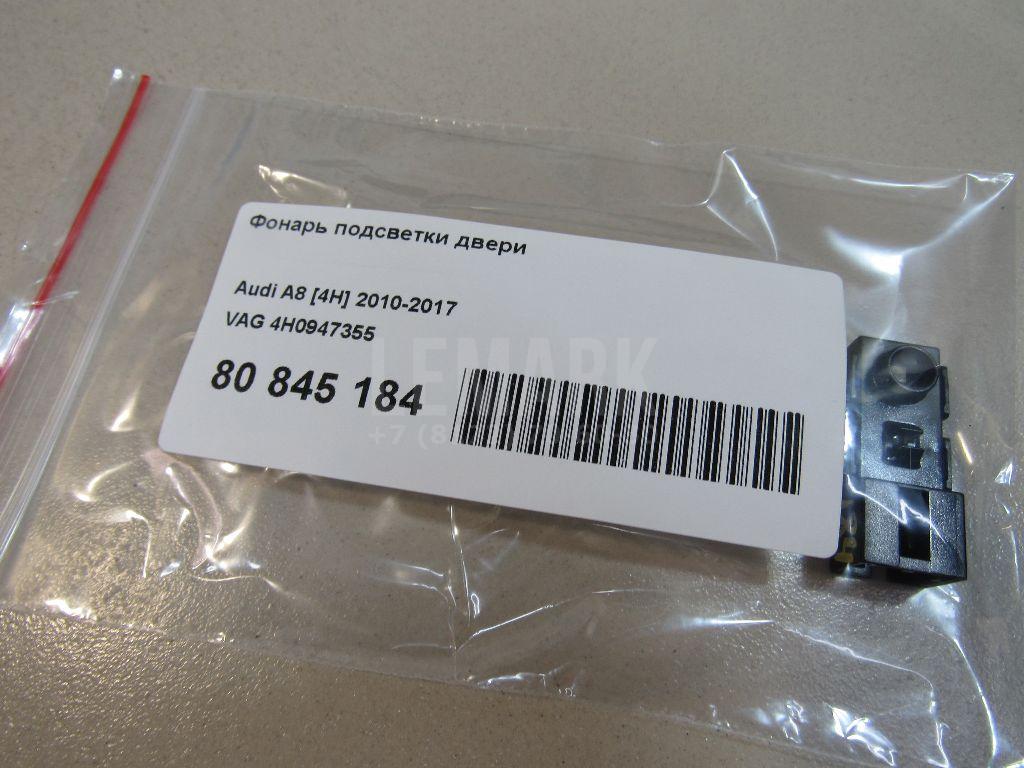 Фонарь подсветки двери
Audi A8 [4H] 2010-2017
VAG 4H0947355
80 845 184
LEMARK